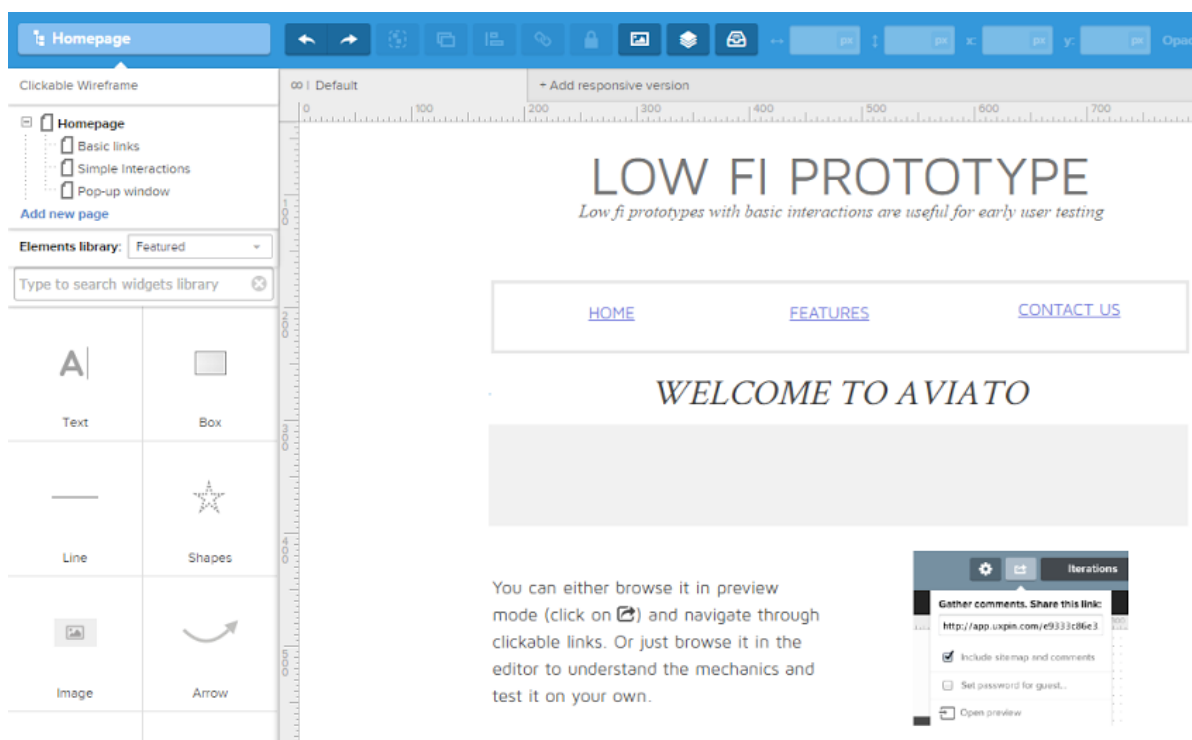 Homepage
px
px
x:
px
y:
px
Opac
Clickable Wireframe
Default
+ Add responsive version
0 100 200 300 400 500 600 700
Homepage
Basic links
Simple Interactions
Pop-up window
Add new page
100
LOW FI PROTOTYPE
Low fi prototypes with basic interactions are useful for early user testing
Elements library:
Featured
Type to search widgets library
200
HOME
FEATURES
CONTACT US
A
Text
Box
WELCOME TO AVIATO
300
Line
Shapes
400
Image
Arrow
500
You can either browse it in preview
mode (click on ) and navigate through
clickable links. Or just browse it in the
editor to understand the mechanics and
test it on your own.
Iterations
Gather comments. Share this link:
http://app.uxpin.com/e9333c86e3
Include sitemap and comments
Set password for guest...
Open preview